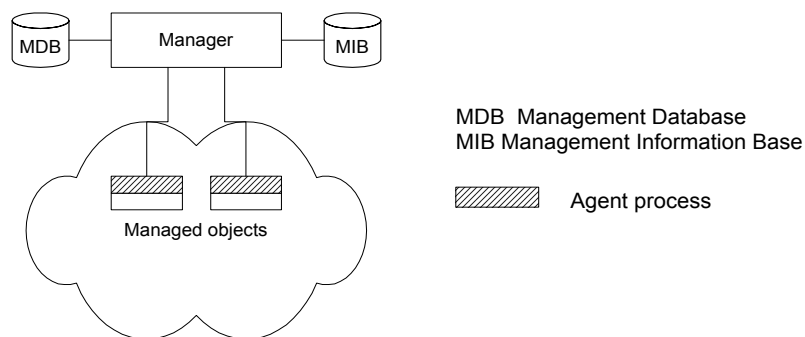 MDB
Manager
MIB
MDB Management Database
MIB Management Information Base
Agent process
Managed objects